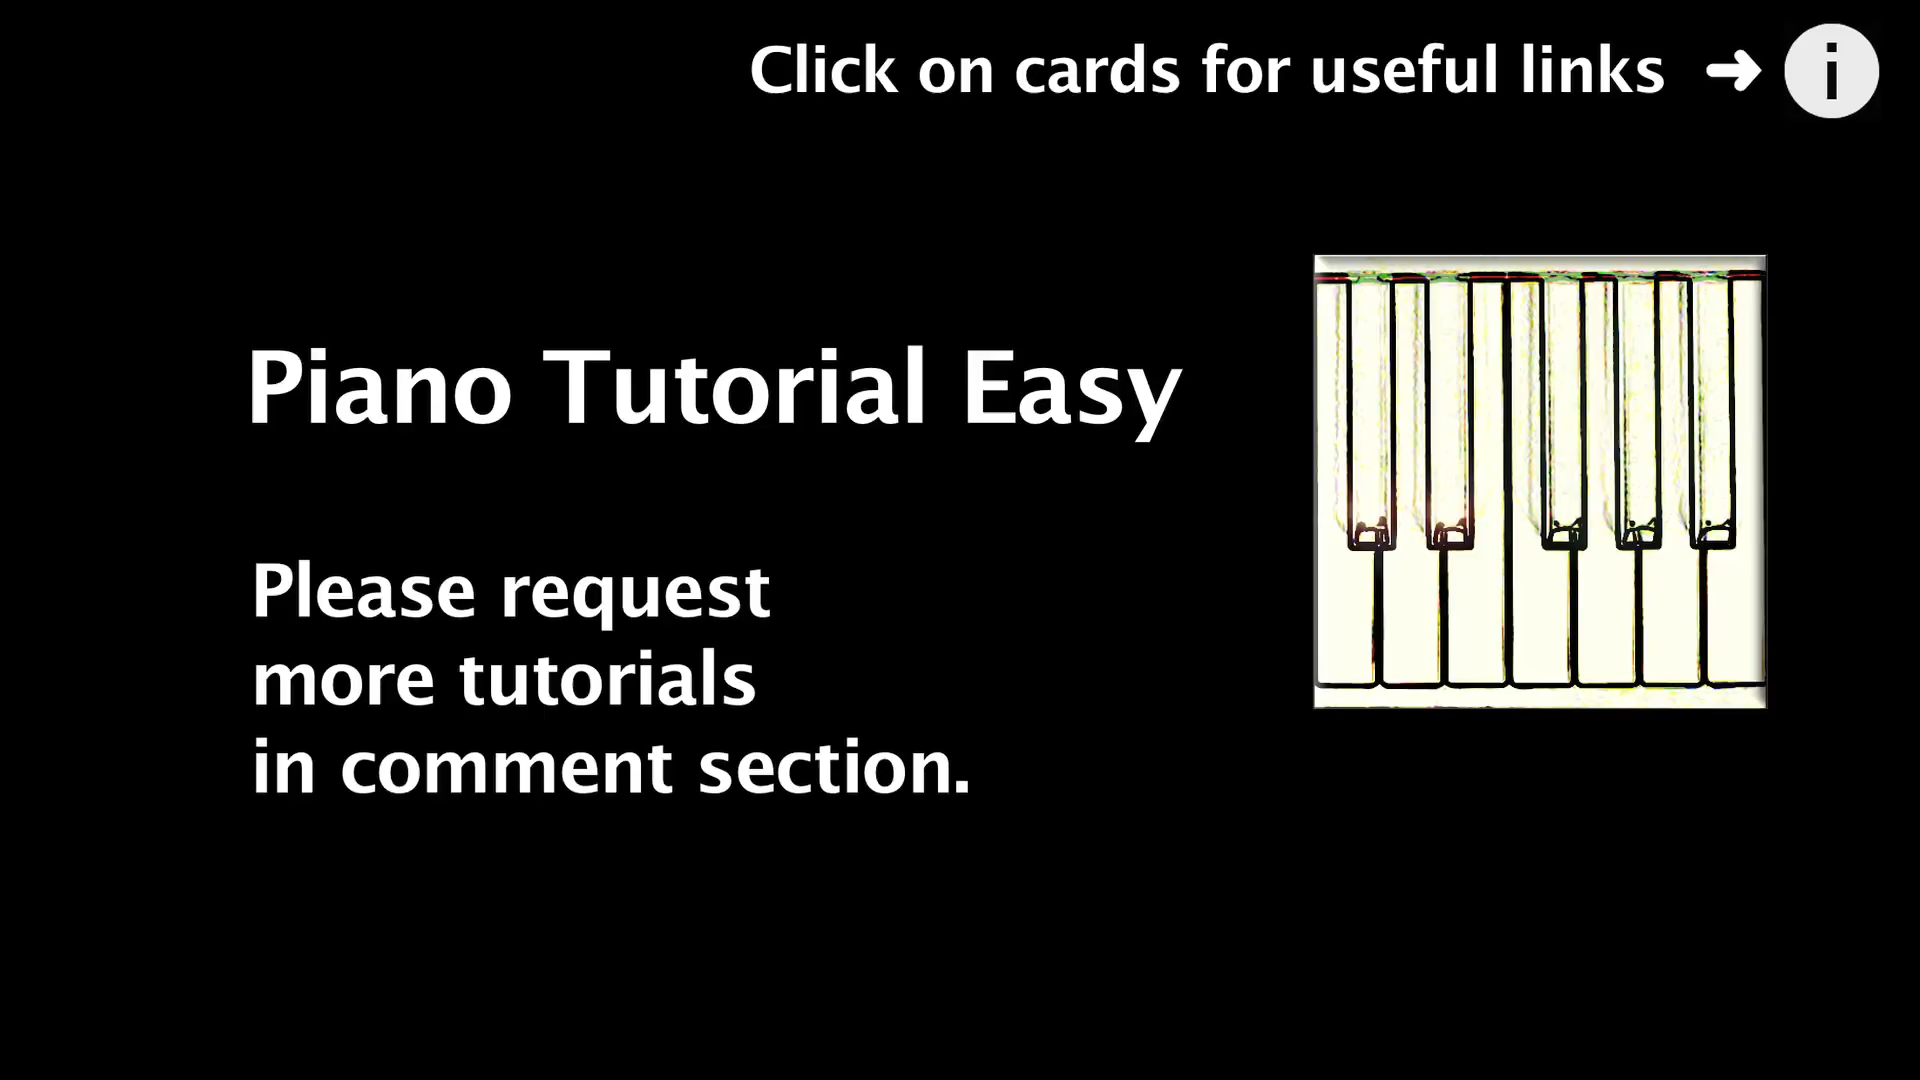 Click on cards for useful links ➜ i
Piano Tutorial Easy
Please request
more tutorials
in comment section.